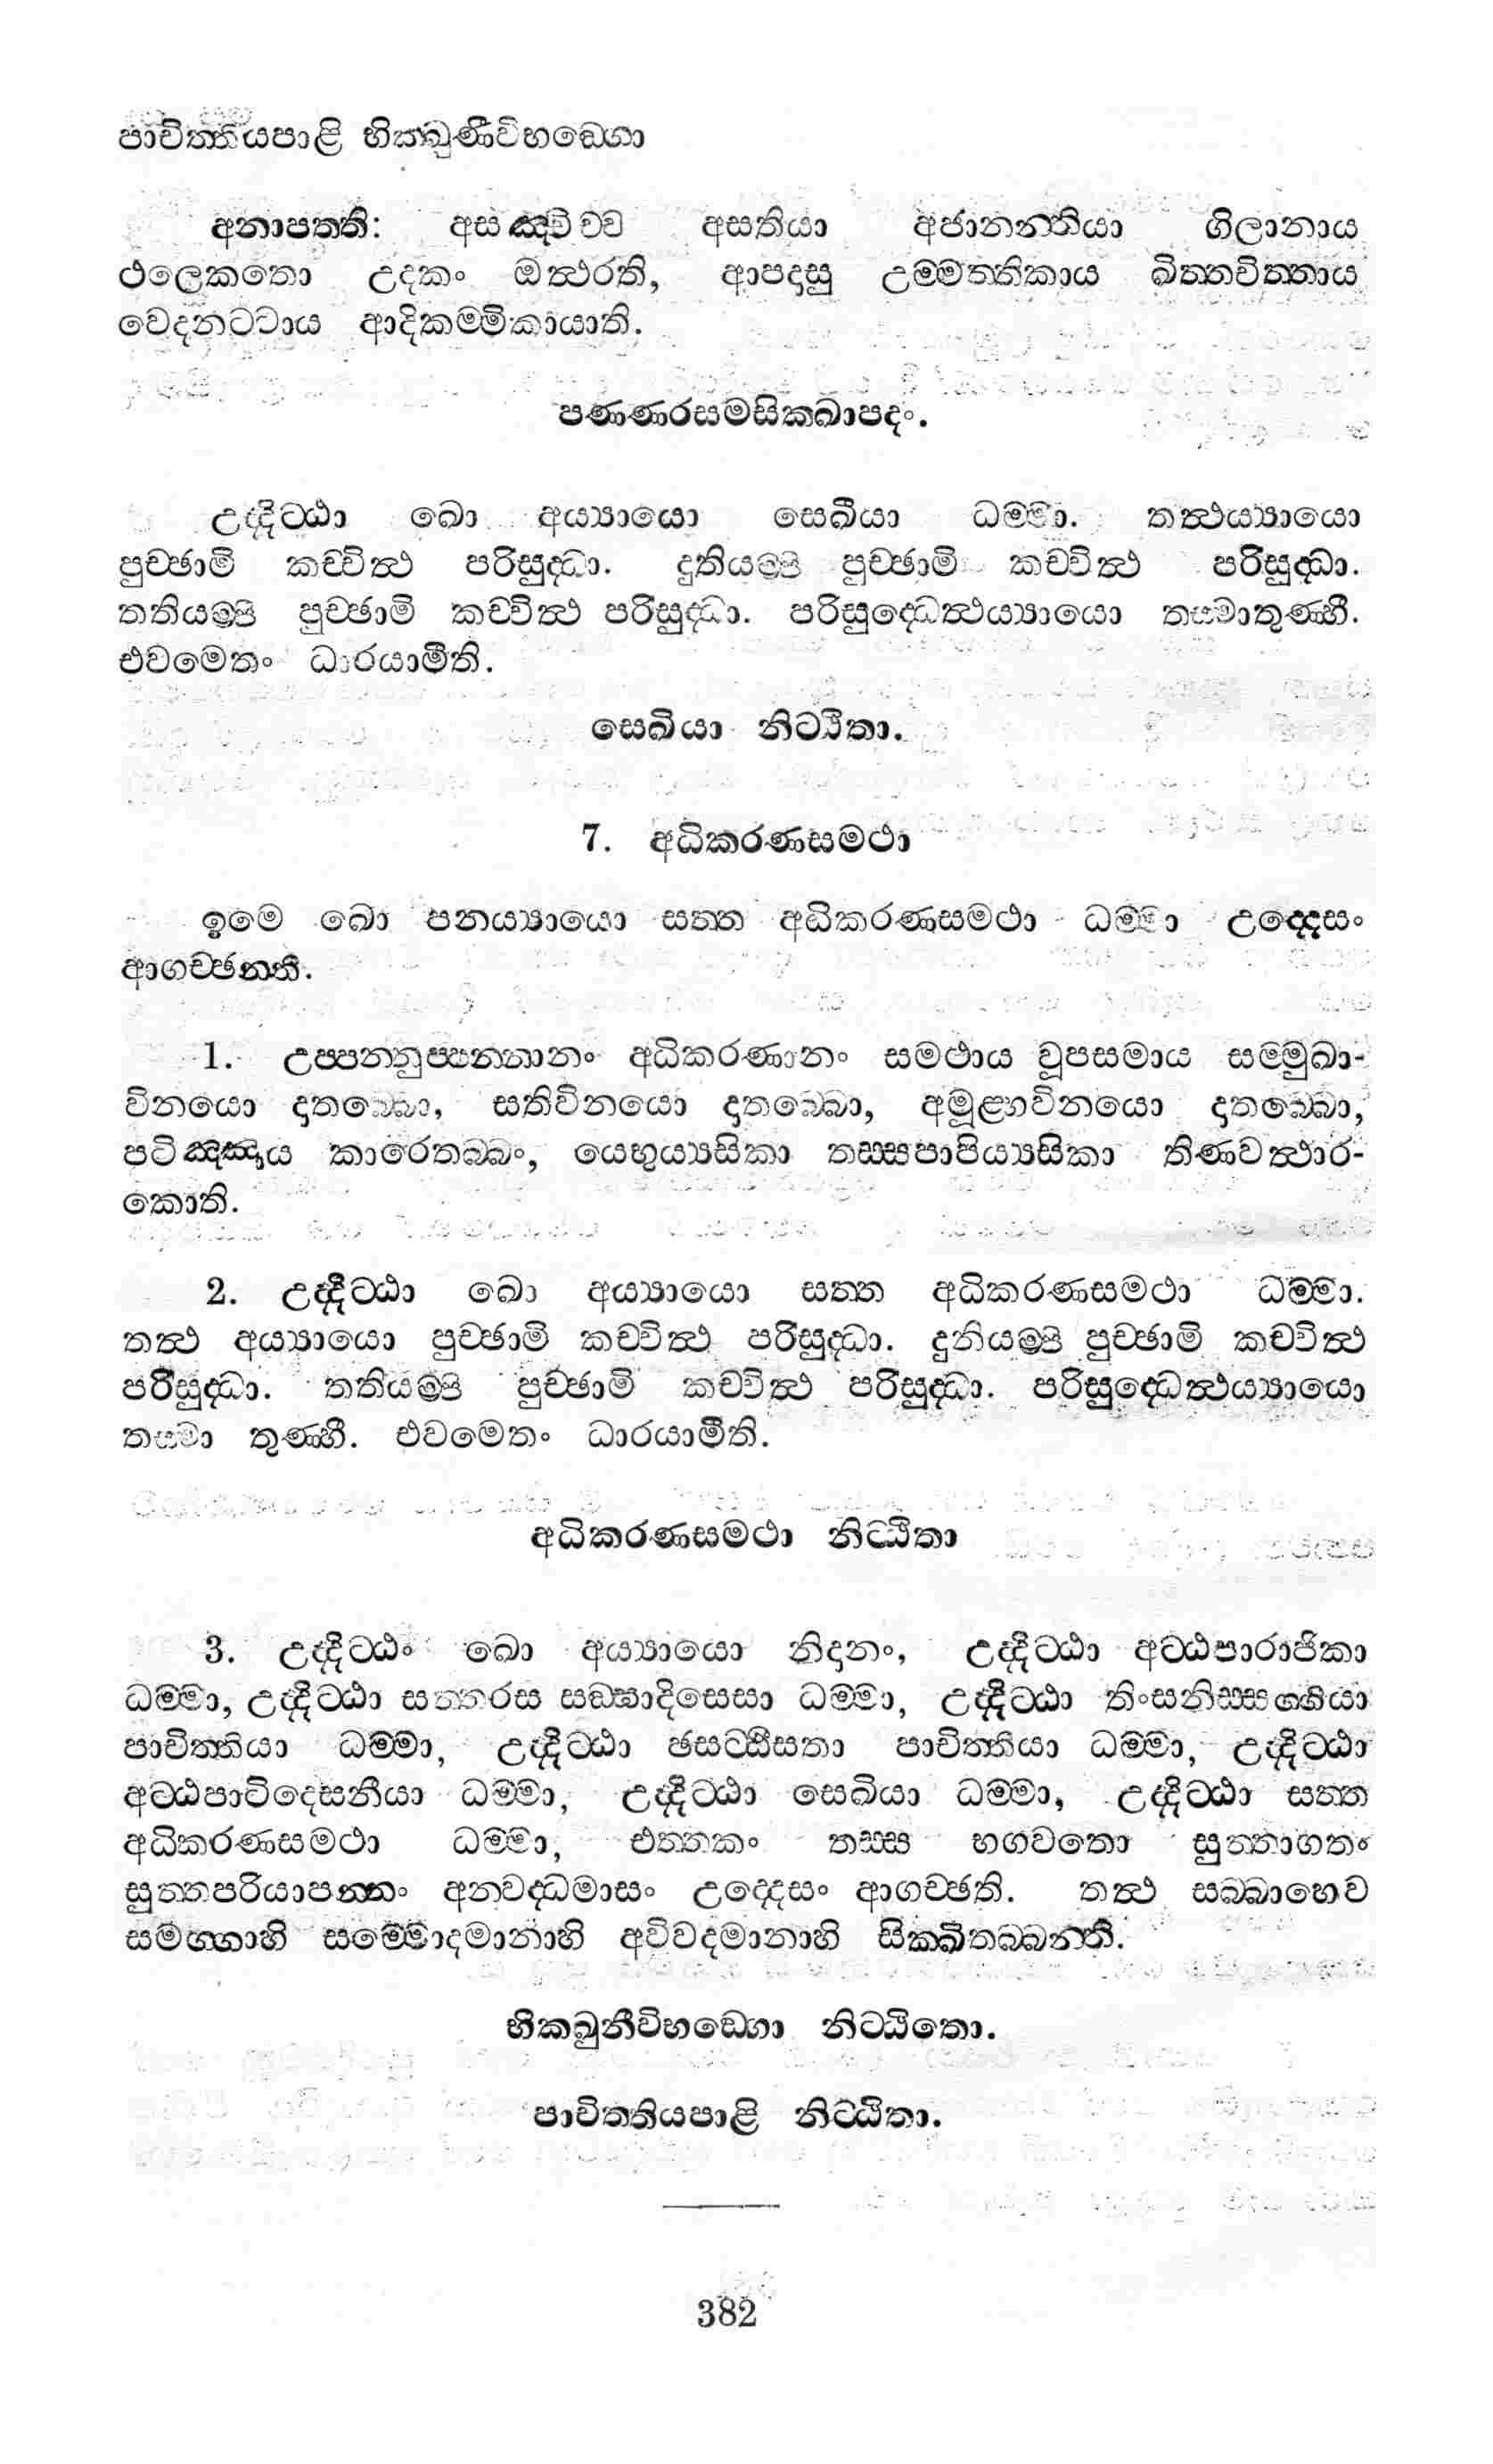 පාචිත්තියපාළි භික්ඛුණීවිභඞ්ගො
අනාපත්ති: අසඤ්චිච්ච අසතියා අජානන්තියා ගිලානාය
ථලෙකතො උදකං ඔත්ථරති, ආපදාසු උම්මත්තිකාය ඛිත්තචිත්තාය
වෙදනට්ටාය ආදිකම්මිකායාති.
පණ්ණරසමසික්ඛාපදං.
උද්දිට්ඨා ඛො අය්‍යායො සෙඛීයා ධම්මා. තත්ථය්‍යායො
පුච්ඡාමි කච්චිත්ථ පරිසුද්ධා. දුතියම්පි පුච්ඡාමි කච්චිත්ථ පරිසුද්ධා.
තතියම්පි පුච්ඡාමි කච්චිත්ථ පරිසුද්ධා. පරිසුද්ධෙත්ථය්‍යායො තස්මාතුණ්හී.
එවමෙතං ධාරයාමීති.
සෙඛියා නිට්ඨිතා.
7. අධිකරණසමථා
ඉමෙ ඛො පනය්‍යායො සත්ත අධිකරණසමථා ධම්මා උද්දෙසං
ආගච්ඡන්ති.
1. උප්පන්නුප්පන්නානං අධිකරණානං සමථාය වූපසමාය සම්මුඛා-
විනයො දාතබ්බො, සතිවිනයො දාතබ්බො, අමූළ්හවිනයො දාතබ්බො,
පටිඤ්ඤාය කාරෙතබ්බං, යෙභුය්‍යසිකා තස්සපාපිය්‍යසිකා තිණවත්ථාර-
කොති.
2. උද්දිට්ඨා ඛො අය්‍යායො සත්ත අධිකරණසමථා ධම්මා.
තත්ථ අය්‍යායො පුච්ඡාමි කච්චිත්ථ පරිසුද්ධා. දුතියම්පි පුච්ඡාමි කච්චිත්ථ
පරිසුද්ධා. තතියම්පි පුච්ඡාමි කච්චිත්ථ පරිසුද්ධා. පරිසුද්ධෙත්ථය්‍යායො
තස්මා තුණ්හී. එවමෙතං ධාරයාමීති.
අධිකරණසමථා නිට්ඨිතා
3. උද්දිට්ඨං ඛො අය්‍යායො නිදානං, උද්දිට්ඨා අට්ඨපාරාජිකා
ධම්මා, උද්දිට්ඨා සත්තරස සඞ්ඝාදිසෙසා ධම්මා, උද්දිට්ඨා තිංසනිස්සග්ගියා
පාචිත්තියා ධම්මා, උද්දිට්ඨා ඡසට්ඨිසතා පාචිත්තියා ධම්මා, උද්දිට්ඨා
අට්ඨපාටිදෙසනීයා ධම්මා, උද්දිට්ඨා සෙඛියා ධම්මා, උද්දිට්ඨා සත්ත
අධිකරණසමථා ධම්මා, එත්තකං තස්ස භගවතො සුත්තාගතං
සුත්තපරියාපන්නං අනවද්ධමාසං උද්දෙසං ආගච්ඡති. තත්ථ සබ්බාහෙව
සමග්ගාහි සම්මොදමානාහි අවිවදමානාහි සික්ඛිතබ්බන්ති.
භික්ඛුනීවිභඞ්ගො නිට්ඨිතො.
පාචිත්තියපාළි නිට්ඨිතා.
382